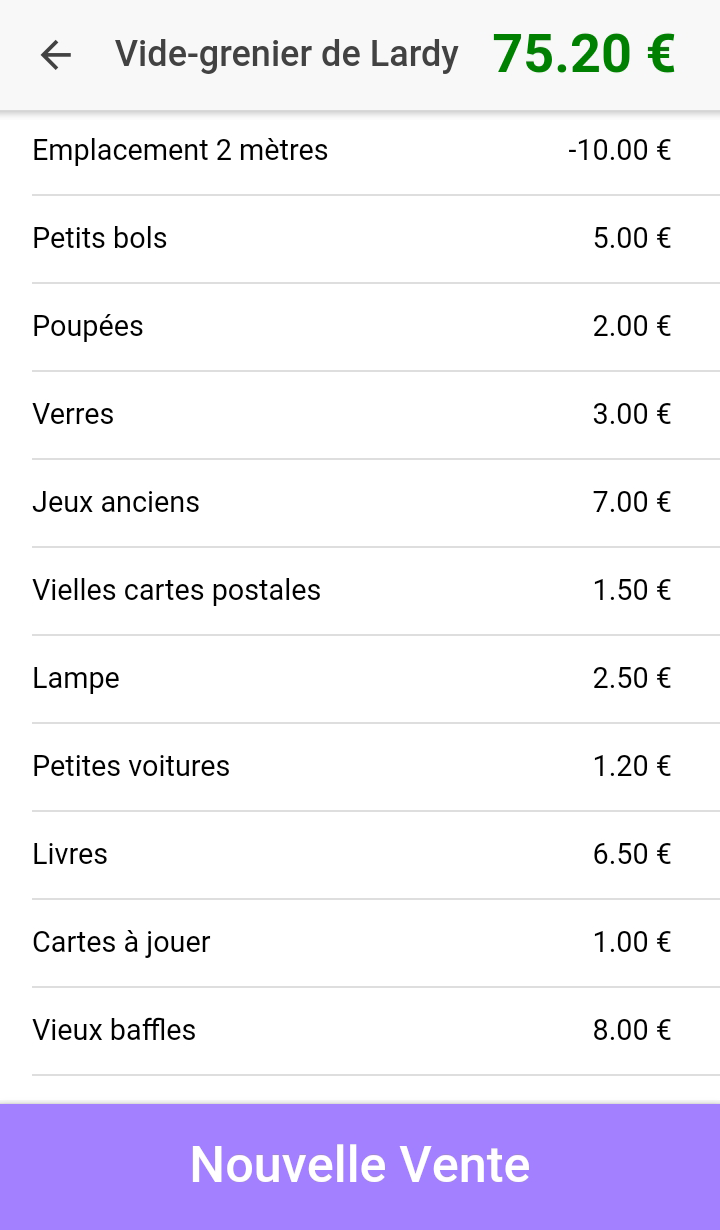 Vide-grenier de Lardy 75.20 €
Emplacement 2 mètres -10.00 €
Petits bols 5.00 €
Poupées 2.00 €
Verres 3.00 €
Jeux anciens 7.00 €
Vielles cartes postales 1.50 €
Lampe 2.50 €
Petites voitures 1.20 €
Livres 6.50 €
Cartes à jouer 1.00 €
Vieux baffles 8.00 €
Nouvelle Vente